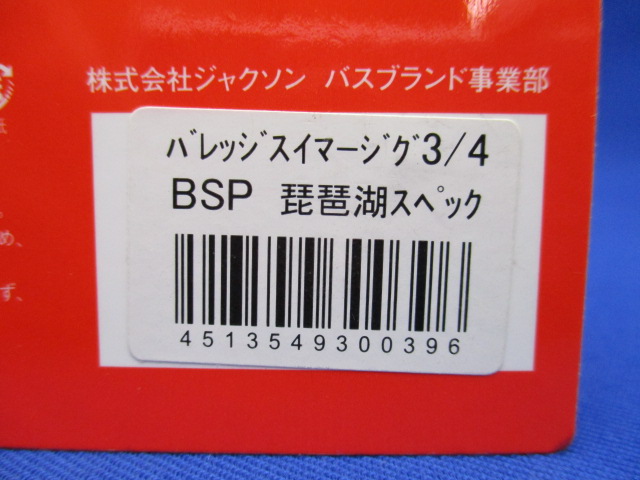 株式会社ジャクソン バスブランド事業部
ﾊﾞﾚｯｼﾞｽｲﾏｰｼﾞｸﾞ3/4
BSP 琵琶湖ｽﾍﾟｯｸ
4513549300396
め、
ず、